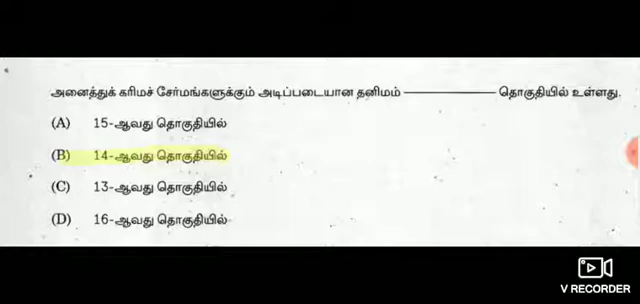 அனைத்துக் கரிமச் சேர்மங்களுக்கும் அடிப்படையான தனிமம் ———— தொகுதியில் உள்ளது.
(A) 15-ஆவது தொகுதியில்
(B) 14-ஆவது தொகுதியில்
(C) 13-ஆவது தொகுதியில்
(D) 16-ஆவது தொகுதியில்
V RECORDER